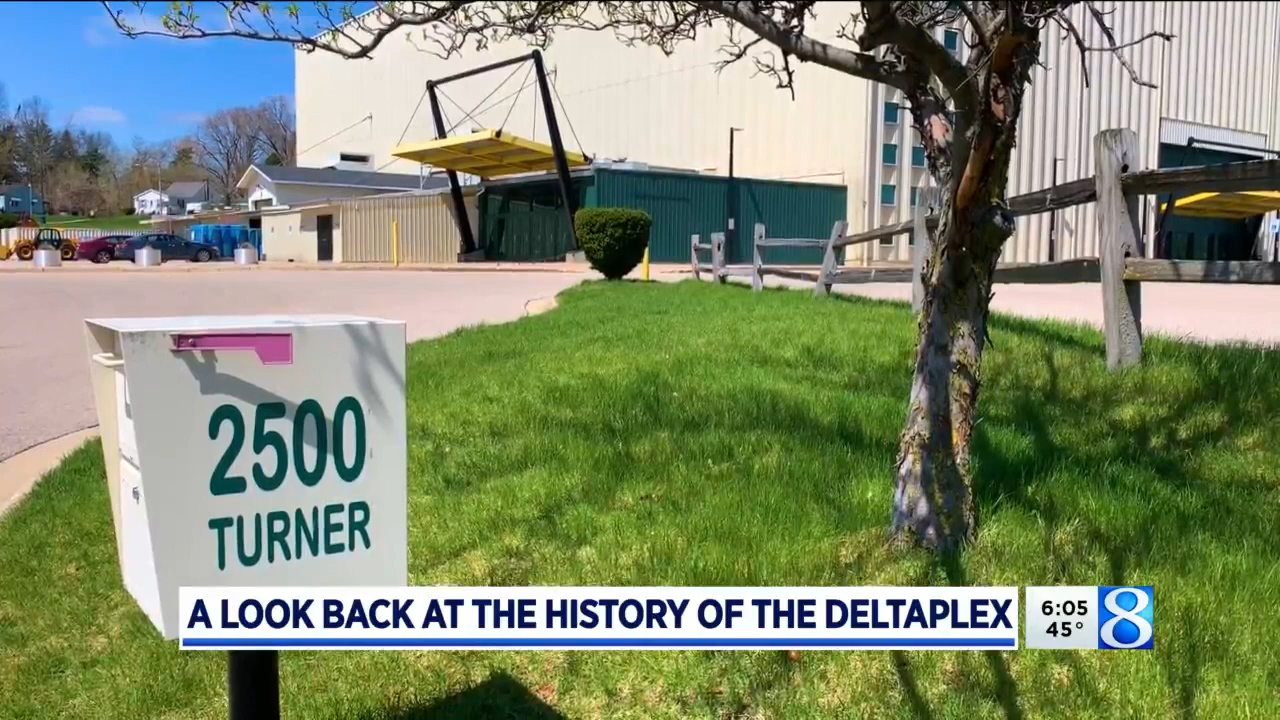 2500
TURNER
A LOOK BACK AT THE HISTORY OF THE DELTAPLEX
6:05
45°
8